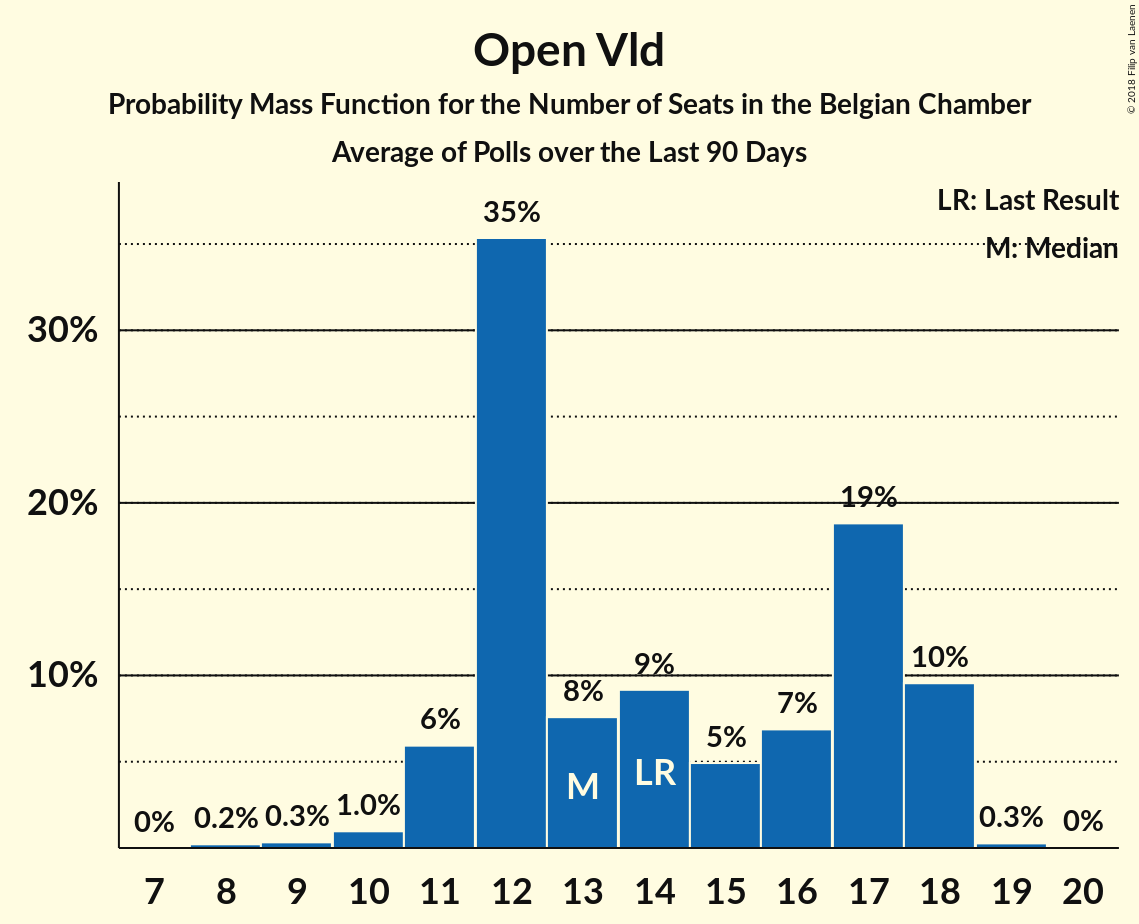 Open Vld
Probability Mass Function for the Number of Seats in the Belgian Chamber
Average of Polls over the Last 90 Days
© 2018 Filip van Laenen
LR: Last Result
M: Median
35%
30%
20%
19%
10%
10%
9%
8%
7%
6%
5%
M
LR
0%
0.2%
0.3%
1.0%
0.3%
0%
7 8 9 10 11 12 13 14 15 16 17 18 19 20